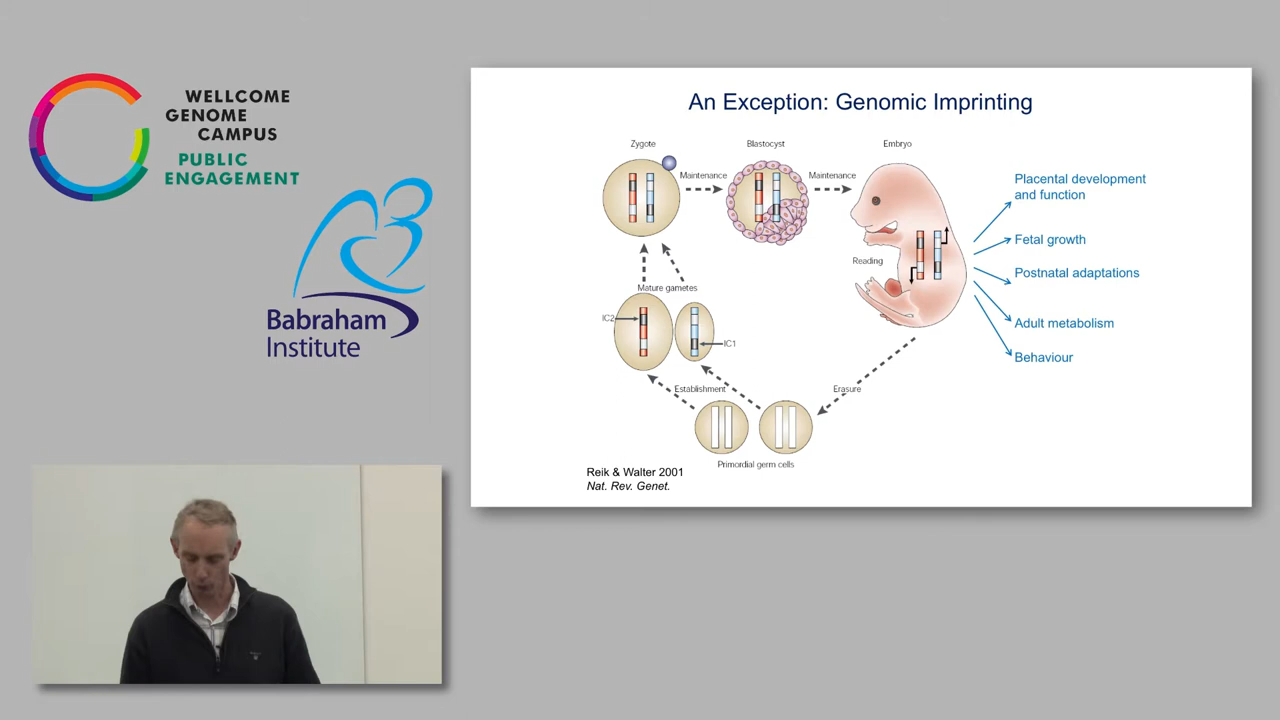 WELLCOME
GENOME
CAMPUS
PUBLIC
ENGAGEMENT
Babraham
Institute
An Exception: Genomic Imprinting
Zygote
Blastocyst
Embryo
Maintenance
Maintenance
Placental development
and function
Fetal growth
Reading
Postnatal adaptations
Mature gametes
IC2
IC1
Adult metabolism
Behaviour
Establishment
Erasure
Primordial germ cells
Reik & Walter 2001
Nat. Rev. Genet.